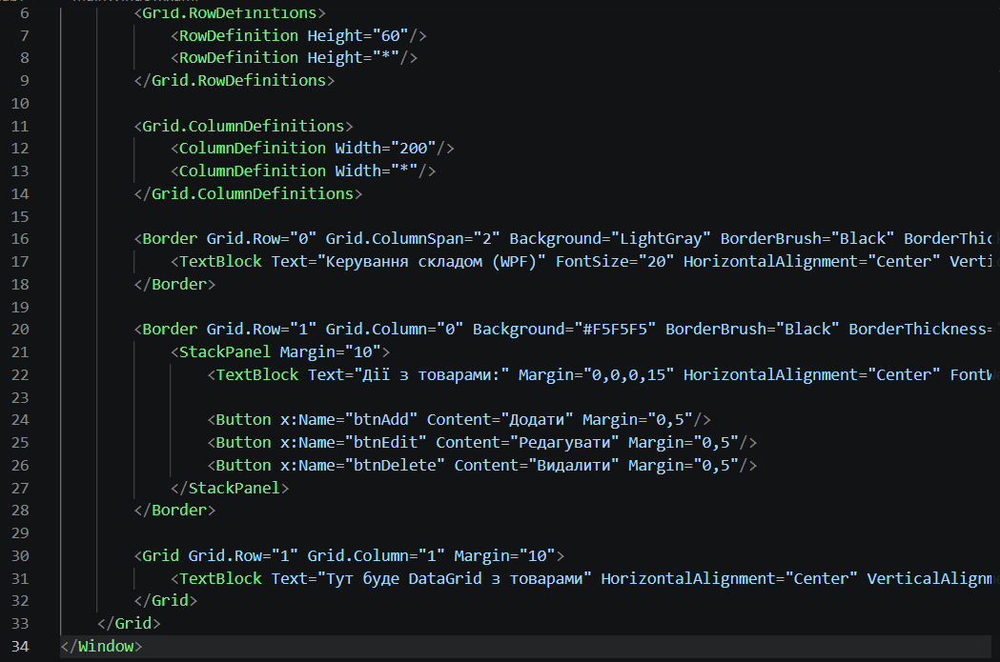 6 <Grid.RowDefinitions>
7 <RowDefinition Height="60"/>
8 <RowDefinition Height="*"/>
9 </Grid.RowDefinitions>
10
11 <Grid.ColumnDefinitions>
12 <ColumnDefinition Width="200"/>
13 <ColumnDefinition Width="*"/>
14 </Grid.ColumnDefinitions>
15
16 <Border Grid.Row="0" Grid.ColumnSpan="2" Background="LightGray" BorderBrush="Black" BorderThic
17 <TextBlock Text="Керування складом (WPF)" FontSize="20" HorizontalAlignment="Center" Verti
18 </Border>
19
20 <Border Grid.Row="1" Grid.Column="0" Background="#F5F5F5" BorderBrush="Black" BorderThickness=
21 <StackPanel Margin="10">
22 <TextBlock Text="Дії з товарами:" Margin="0,0,0,15" HorizontalAlignment="Center" FontW
23
24 <Button x:Name="btnAdd" Content="Додати" Margin="0,5"/>
25 <Button x:Name="btnEdit" Content="Редагувати" Margin="0,5"/>
26 <Button x:Name="btnDelete" Content="Видалити" Margin="0,5"/>
27 </StackPanel>
28 </Border>
29
30 <Grid Grid.Row="1" Grid.Column="1" Margin="10">
31 <TextBlock Text="Тут буде DataGrid з товарами" HorizontalAlignment="Center" VerticalAlignm
32 </Grid>
33 </Grid>
34 </Window>